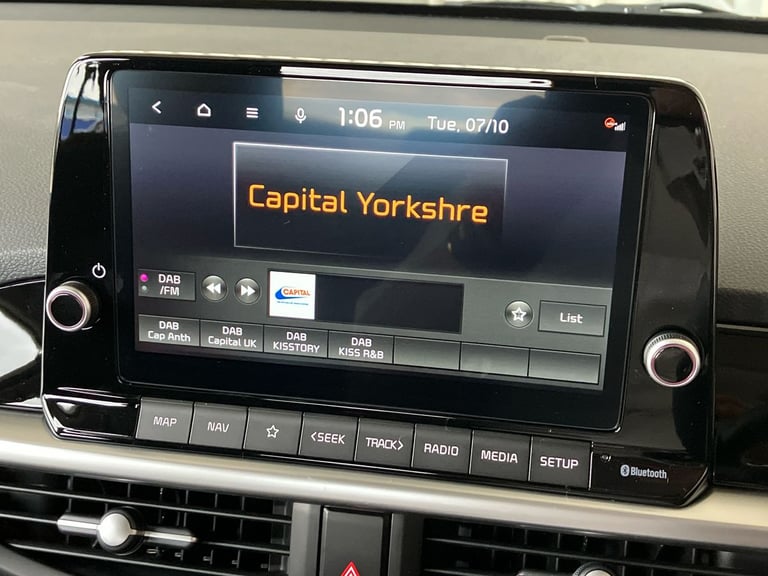 1:06 PM Tue, 07/10
Capital Yorkshre
DAB
/FM
CAPITAL
List
DAB
Cap Anth
DAB
Capital UK
DAB
KISSTORY
DAB
KISS R&B
MAP NAV <SEEK TRACK> RADIO MEDIA SETUP
Bluetooth